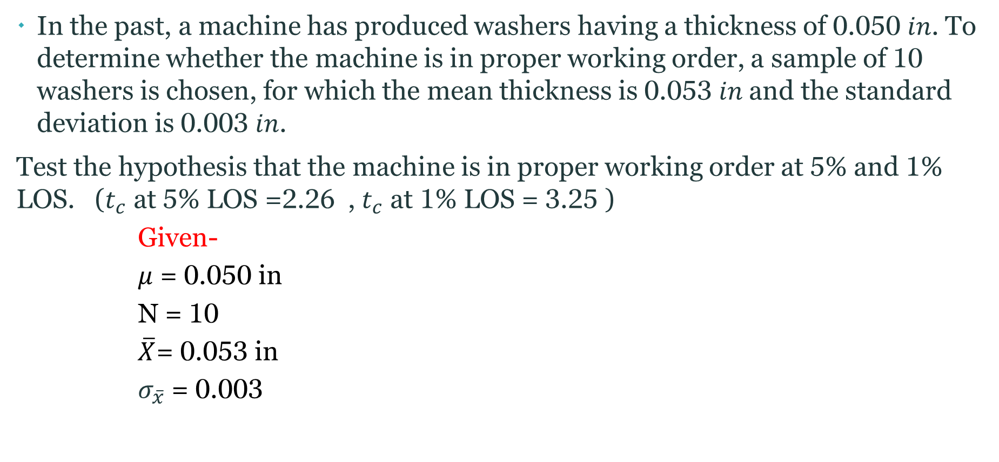 • In the past, a machine has produced washers having a thickness of 0.050 in. To
determine whether the machine is in proper working order, a sample of 10
washers is chosen, for which the mean thickness is 0.053 in and the standard
deviation is 0.003 in.
Test the hypothesis that the machine is in proper working order at 5% and 1%
LOS. (t_c at 5% LOS =2.26 , t_c at 1% LOS = 3.25 )
Given-
μ = 0.050 in
N = 10
X̄= 0.053 in
σ_x̄ = 0.003